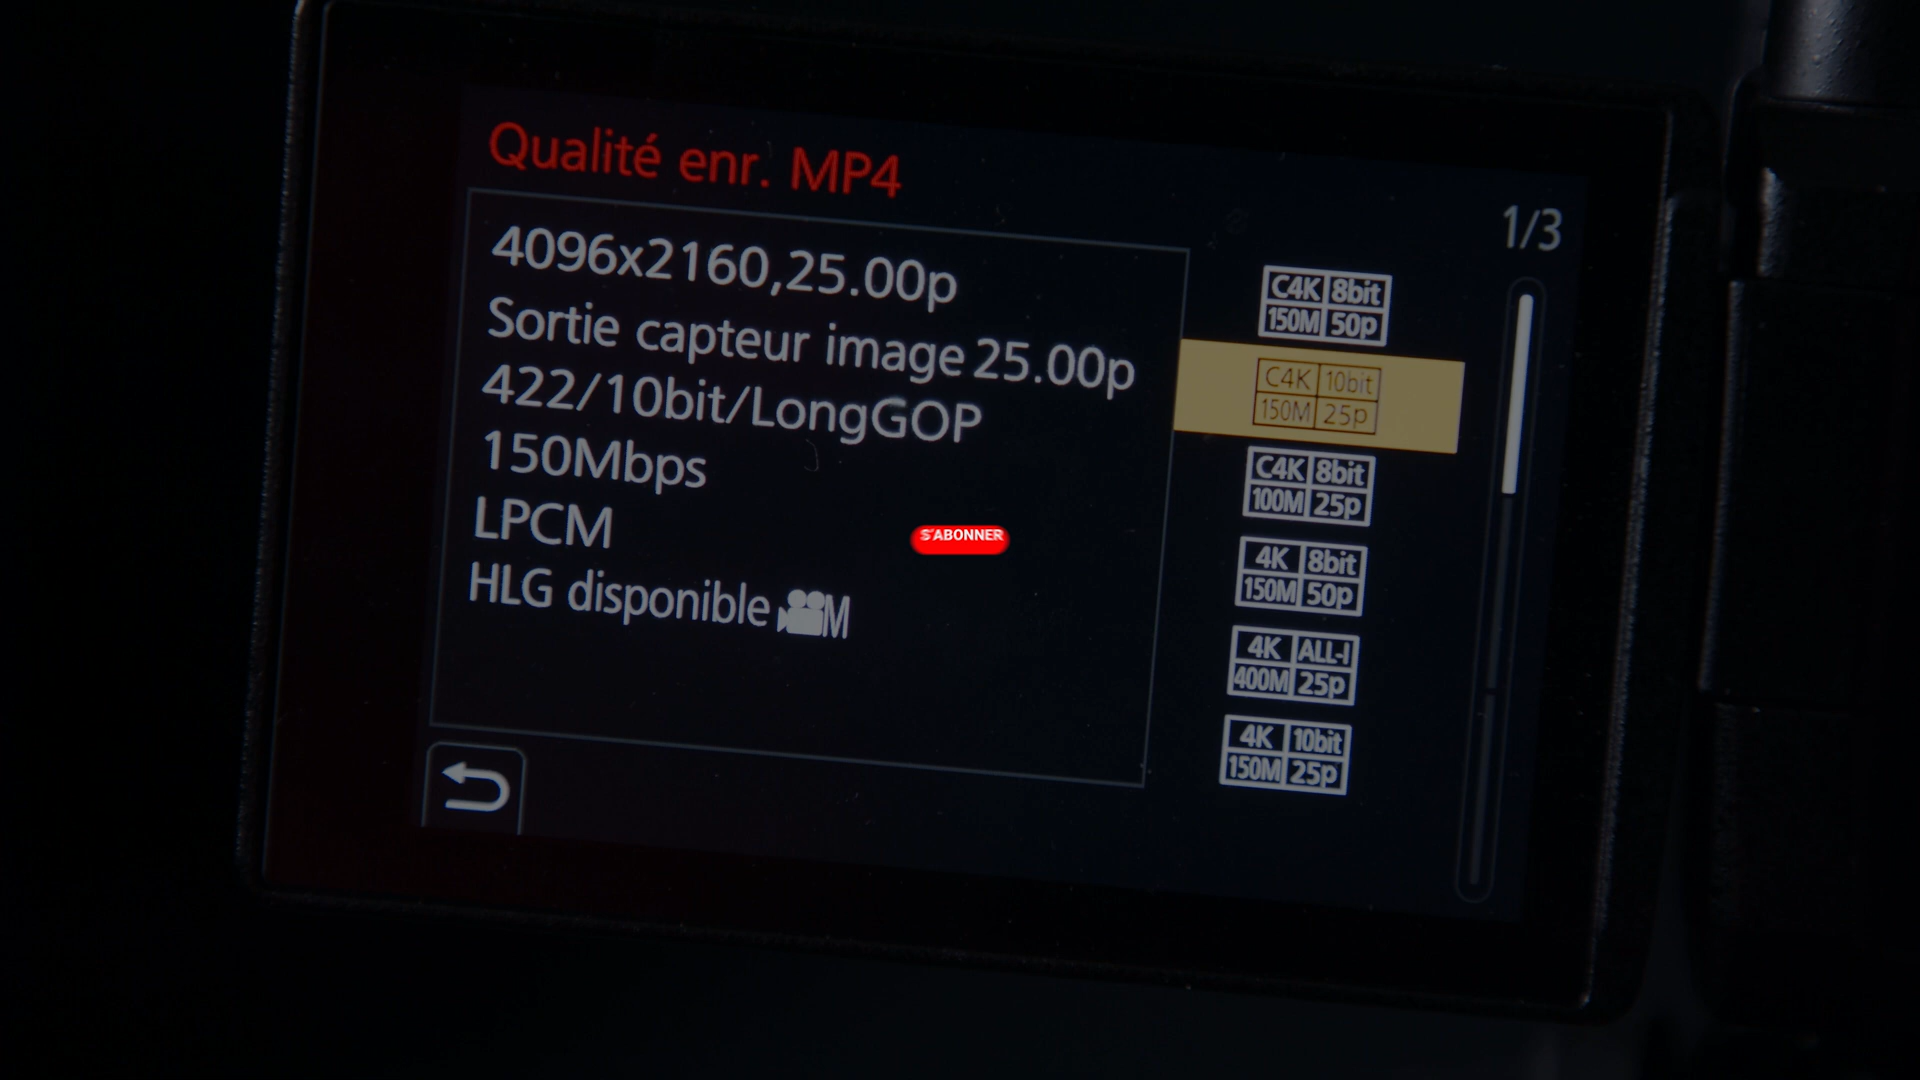 Qualité enr. MP4
1/3
4096x2160,25.00p
Sortie capteur image 25.00p
422/10bit/LongGOP
150Mbps
LPCM
HLG disponible M
S'ABONNER
C4K 8bit
150M 50p
C4K 10bit
150M 25p
C4K 8bit
100M 25p
4K 8bit
150M 50p
4K ALL-I
400M 25p
4K 10bit
150M 25p